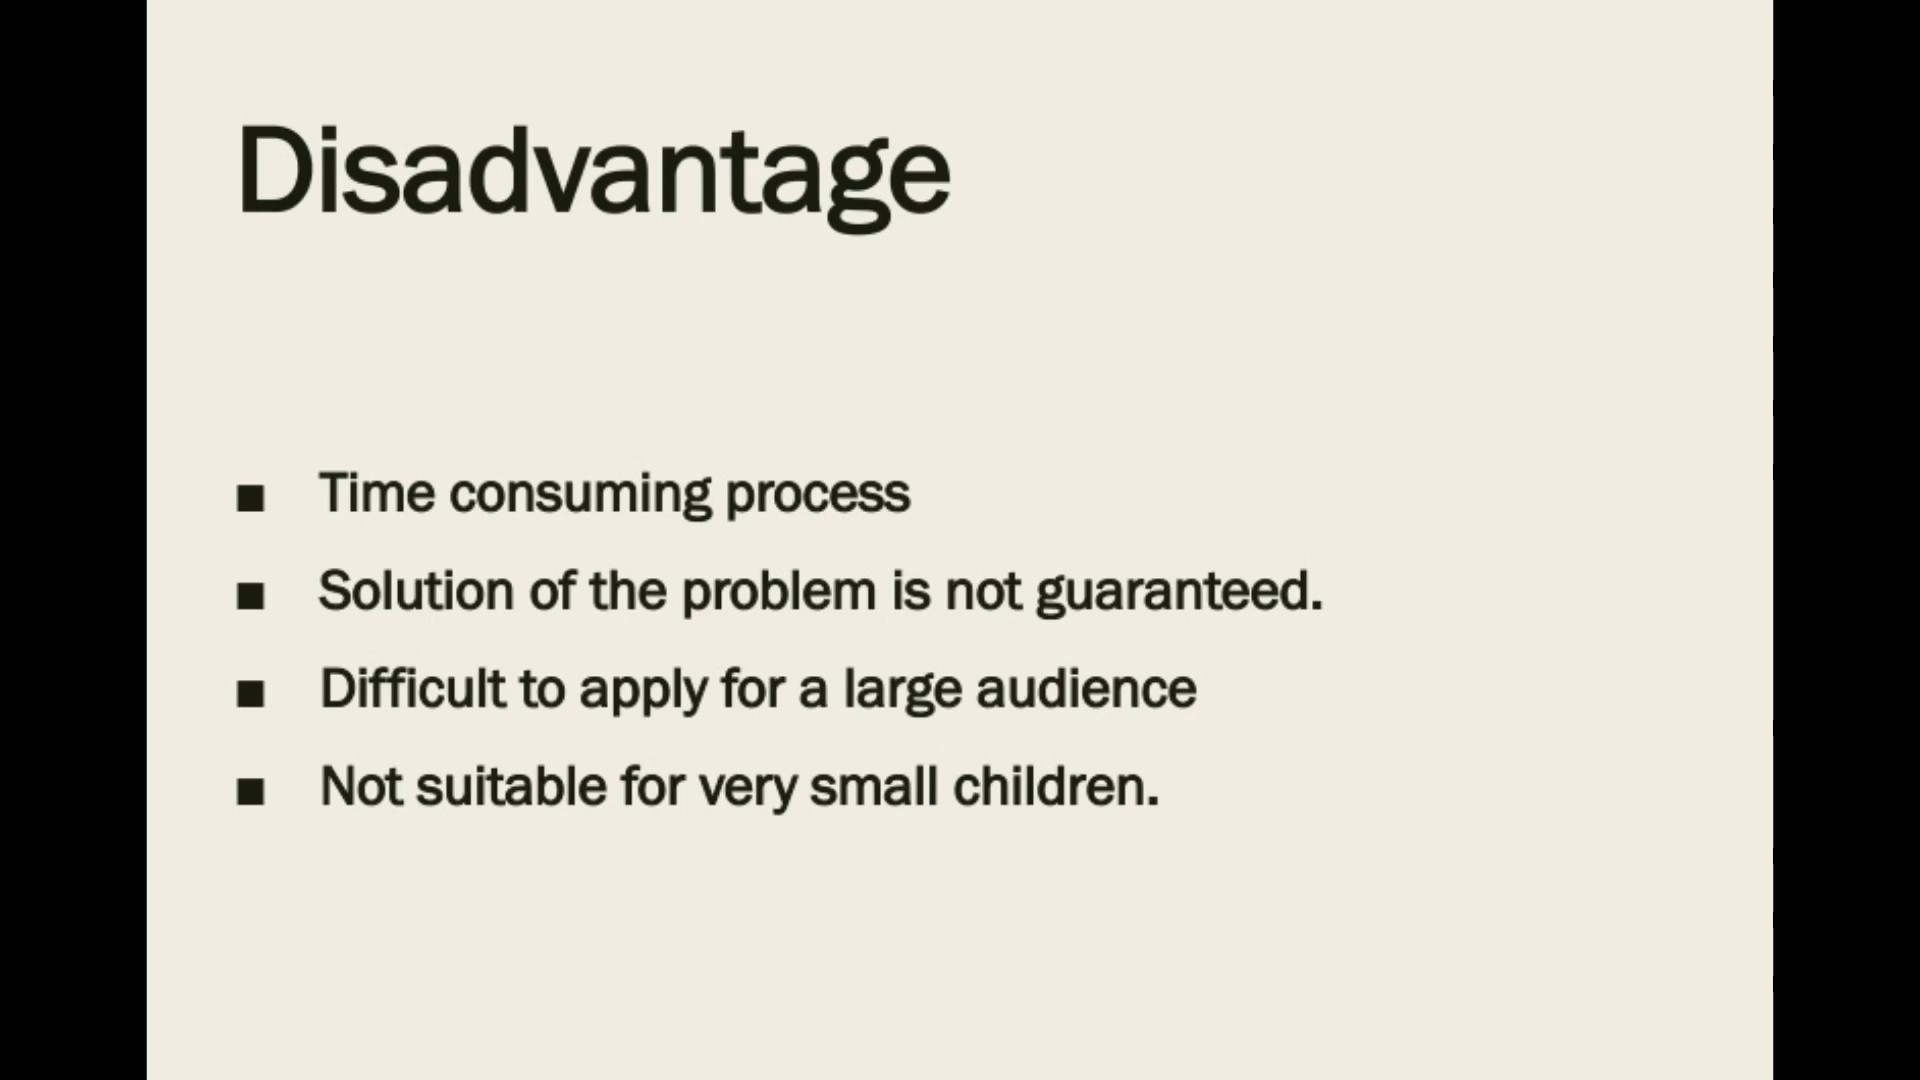 Disadvantage
■ Time consuming process
■ Solution of the problem is not guaranteed.
■ Difficult to apply for a large audience
■ Not suitable for very small children.